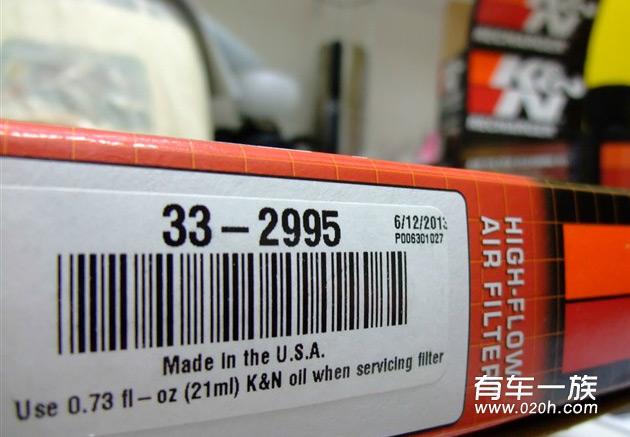 K&N
K&N
33-2995
6/12/2013
P006301027
Made In the U.S.A.
Use 0.73 fl-oz (21ml) K&N oil when servicing filter
HIGH-FLOW
AIR FILTER
有车一族
www.02oh.com